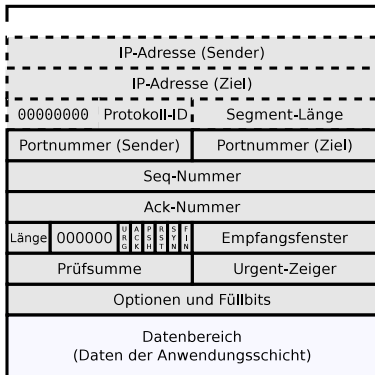 IP-Adresse (Sender)
IP-Adresse (Ziel)
00000000 Protokoll-ID Segment-Länge
Portnummer (Sender) Portnummer (Ziel)
Seq-Nummer
Ack-Nummer
Länge 000000 URG ACK PSH RST SYN FIN Empfangsfenster
Prüfsumme Urgent-Zeiger
Optionen und Füllbits
Datenbereich
(Daten der Anwendungsschicht)